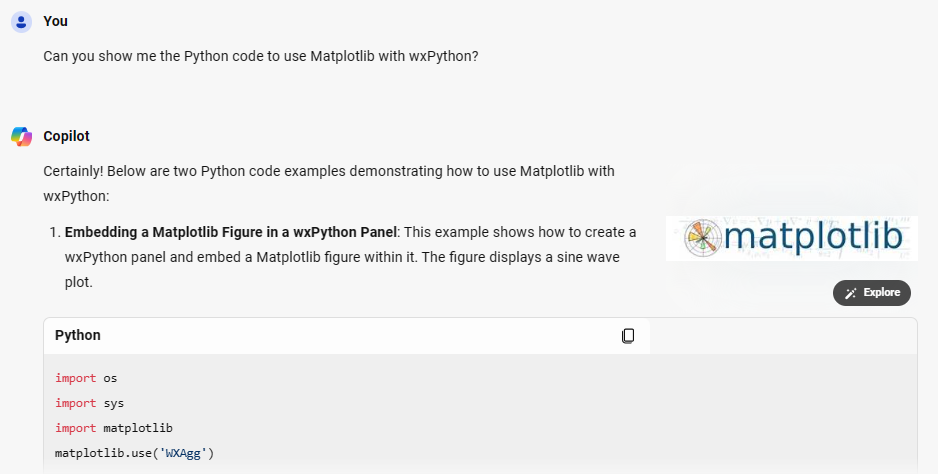 You
Can you show me the Python code to use Matplotlib with wxPython?
Copilot
Certainly! Below are two Python code examples demonstrating how to use Matplotlib with
wxPython:
1. Embedding a Matplotlib Figure in a wxPython Panel: This example shows how to create a
wxPython panel and embed a Matplotlib figure within it. The figure displays a sine wave
plot.
matplotlib
Explore
Python
import os
import sys
import matplotlib
matplotlib.use('WXAgg')